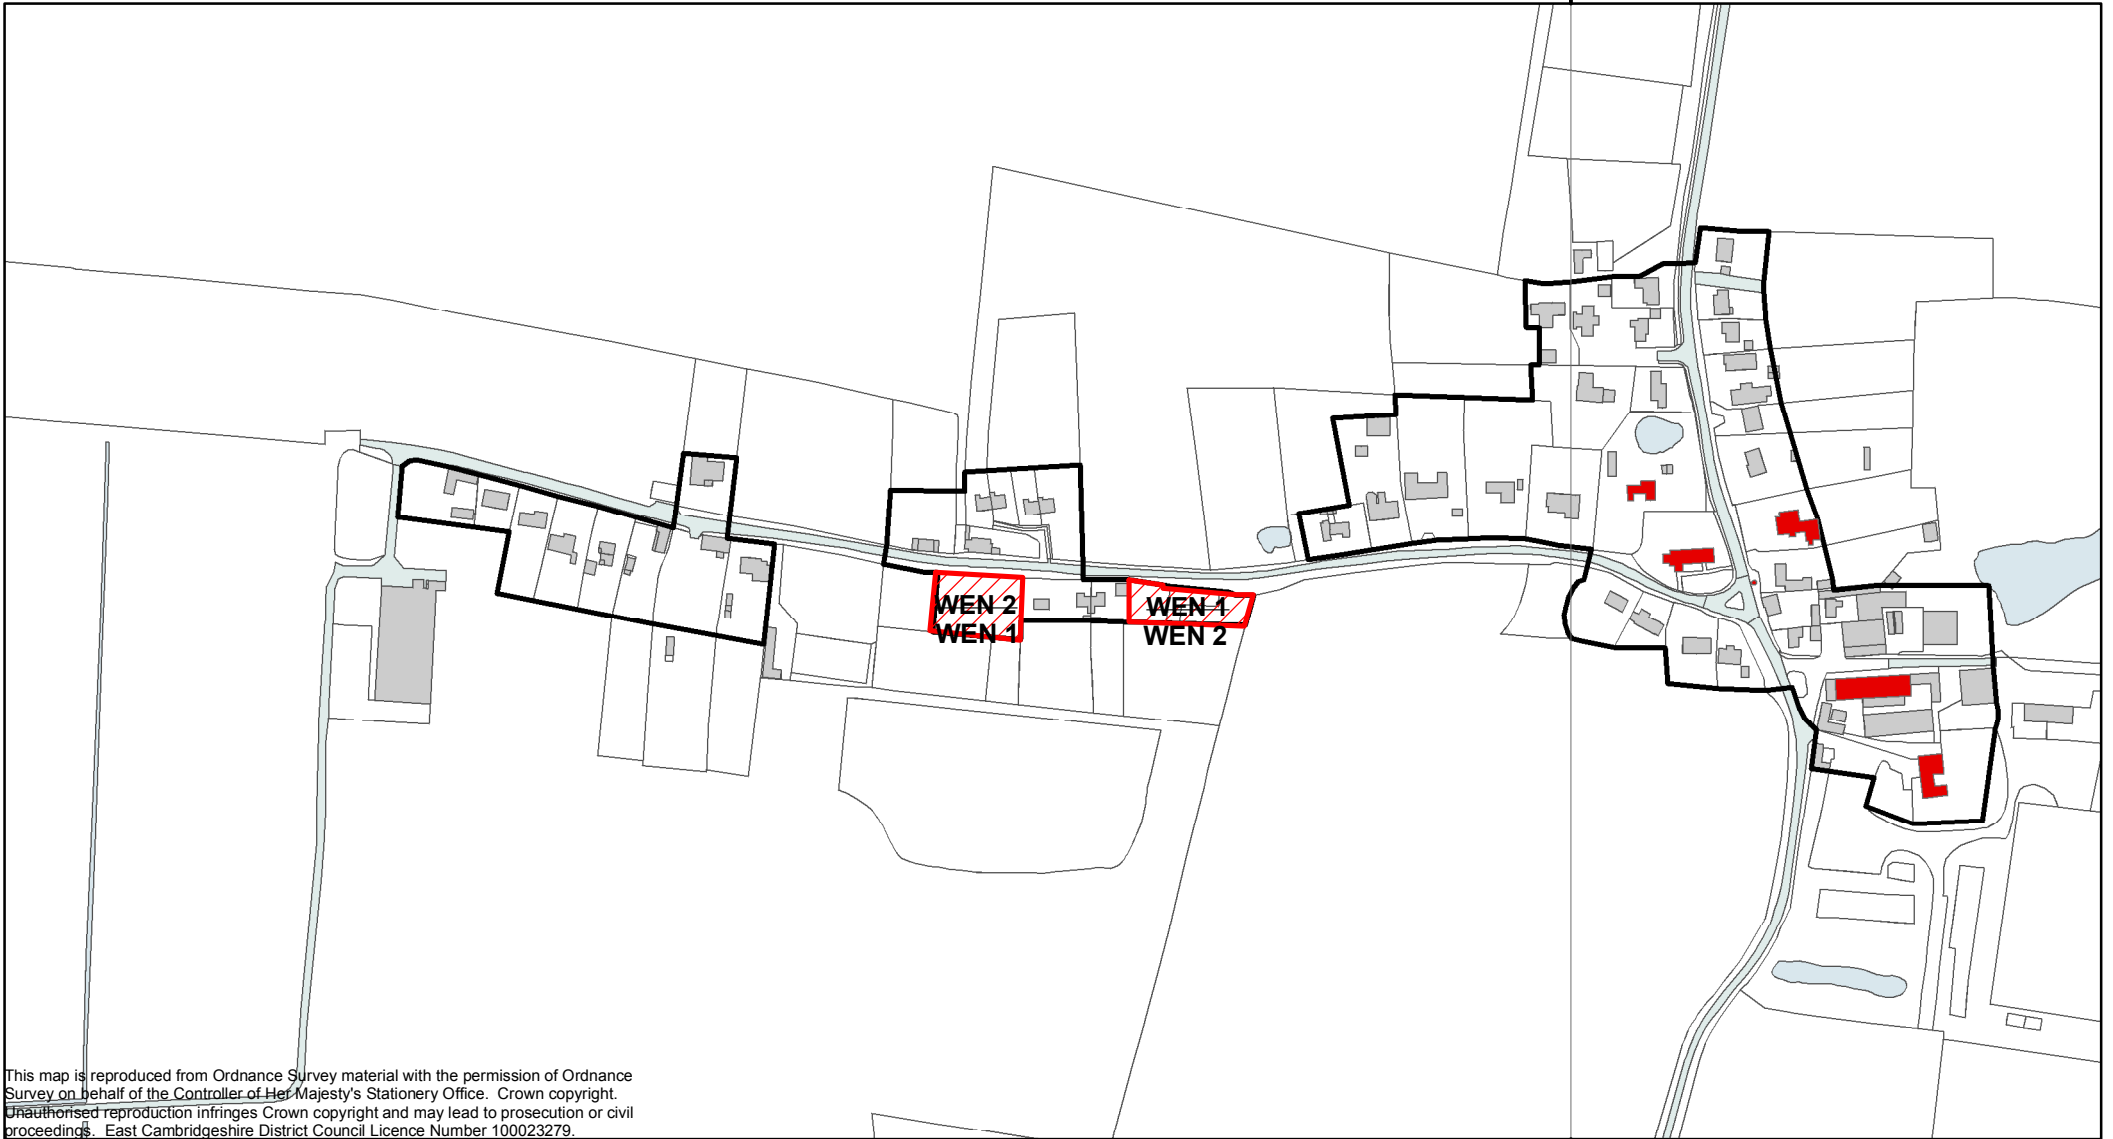 WEN 2
WEN 1
WEN 1
WEN 2
This map is reproduced from Ordnance Survey material with the permission of Ordnance
Survey on behalf of the Controller of Her Majesty's Stationery Office. Crown copyright.
Unauthorised reproduction infringes Crown copyright and may lead to prosecution or civil
proceedings. East Cambridgeshire District Council Licence Number 100023279.